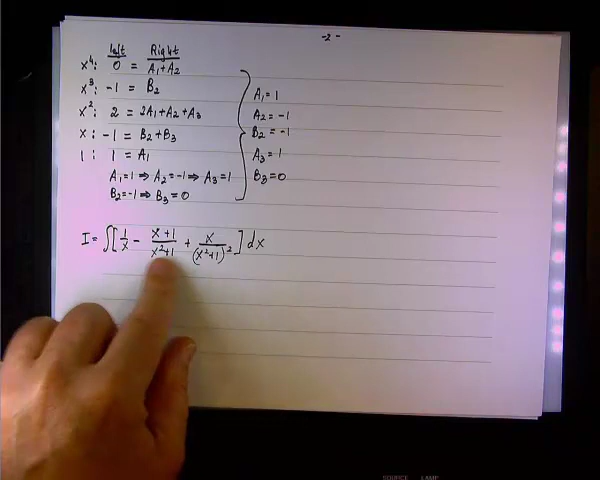 -2-
left Right
x⁴: 0 = A₁+A₂
x³: -1 = B₂
x²: 2 = 2A₁+A₂+A₃
x: -1 = B₂+B₃
1: 1 = A₁
A₁=1 ⇒ A₂=-1 ⇒ A₃=1
B₂=-1 ⇒ B₃=0
A₁=1
A₂=-1
B₂=-1
A₃=1
B₃=0
I = ∫[1/x - (x+1)/(x²+1) + x/(x²+1)²] dx
SOURCE LAMP